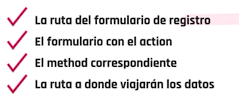 La ruta del formulario de registro
El formulario con el action
El method correspondiente
La ruta a donde viajarán los datos